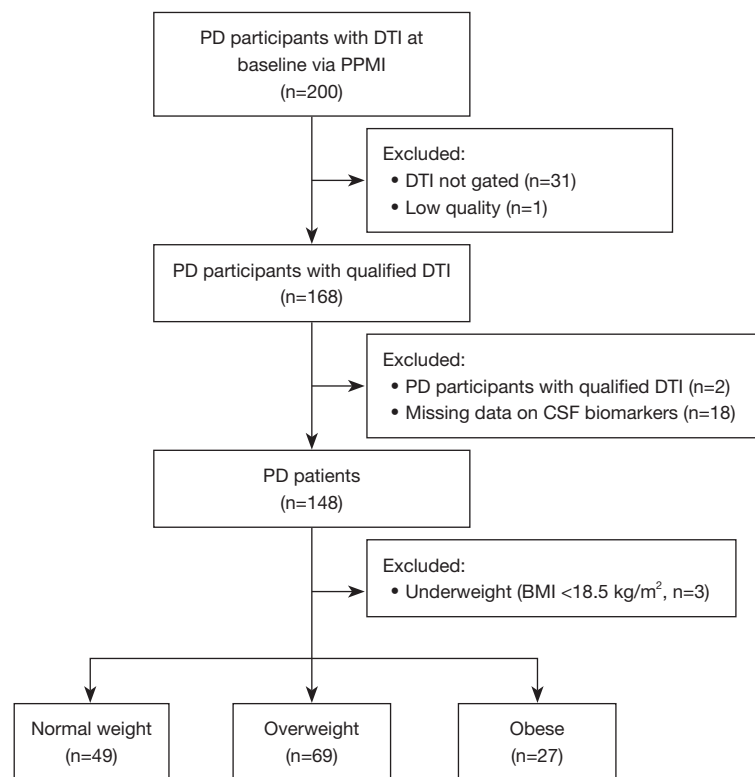 PD participants with DTI at
baseline via PPMI
(n=200)
Excluded:
• DTI not gated (n=31)
• Low quality (n=1)
PD participants with qualified DTI
(n=168)
Excluded:
• PD participants with qualified DTI (n=2)
• Missing data on CSF biomarkers (n=18)
PD patients
(n=148)
Excluded:
• Underweight (BMI <18.5 kg/m², n=3)
Normal weight
(n=49)
Overweight
(n=69)
Obese
(n=27)